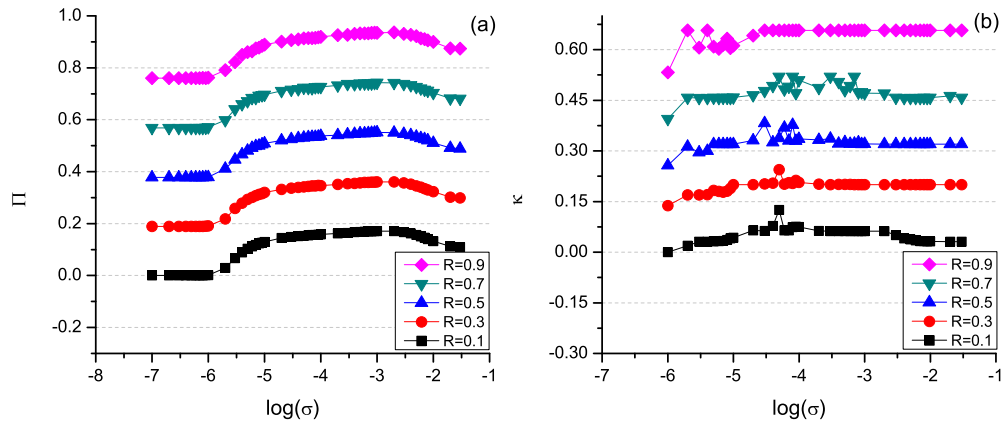 (a)
Π
1.0
0.8
0.6
0.4
0.2
0.0
-0.2
-8
-7
-6
-5
-4
-3
-2
-1
log(σ)
R=0.9
R=0.7
R=0.5
R=0.3
R=0.1
(b)
κ
0.60
0.45
0.30
0.15
0.00
-0.15
-0.30
-7
-6
-5
-4
-3
-2
-1
log(σ)
R=0.9
R=0.7
R=0.5
R=0.3
R=0.1